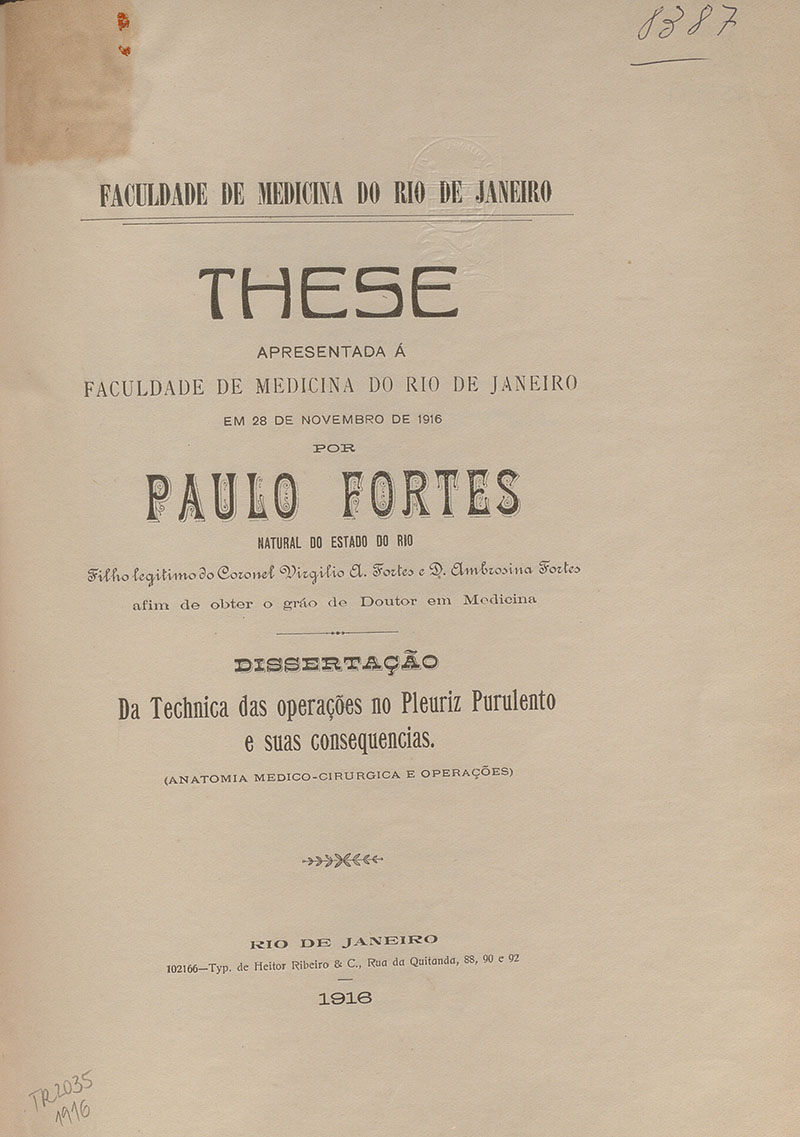 8387
FACULDADE DE MEDICINA DO RIO DE JANEIRO
THESE
APRESENTADA Á
FACULDADE DE MEDICINA DO RIO DE JANEIRO
EM 28 DE NOVEMBRO DE 1916
POR
PAULO FORTES
NATURAL DO ESTADO DO RIO
Filho legitimo do Coronel Virgilio A. Fortes e D. Ambrosina Fortes
afim de obter o gráo de Doutor em Medicina
DISSERTAÇÃO
Da Technica das operações no Pleuriz Purulento
e suas consequencias.
(ANATOMIA MEDICO-CIRURGICA E OPERAÇÕES)
RIO DE JANEIRO
102166—Typ. de Heitor Ribeiro & C., Rua da Quitanda, 88, 90 e 92
1916
TR2035
1916